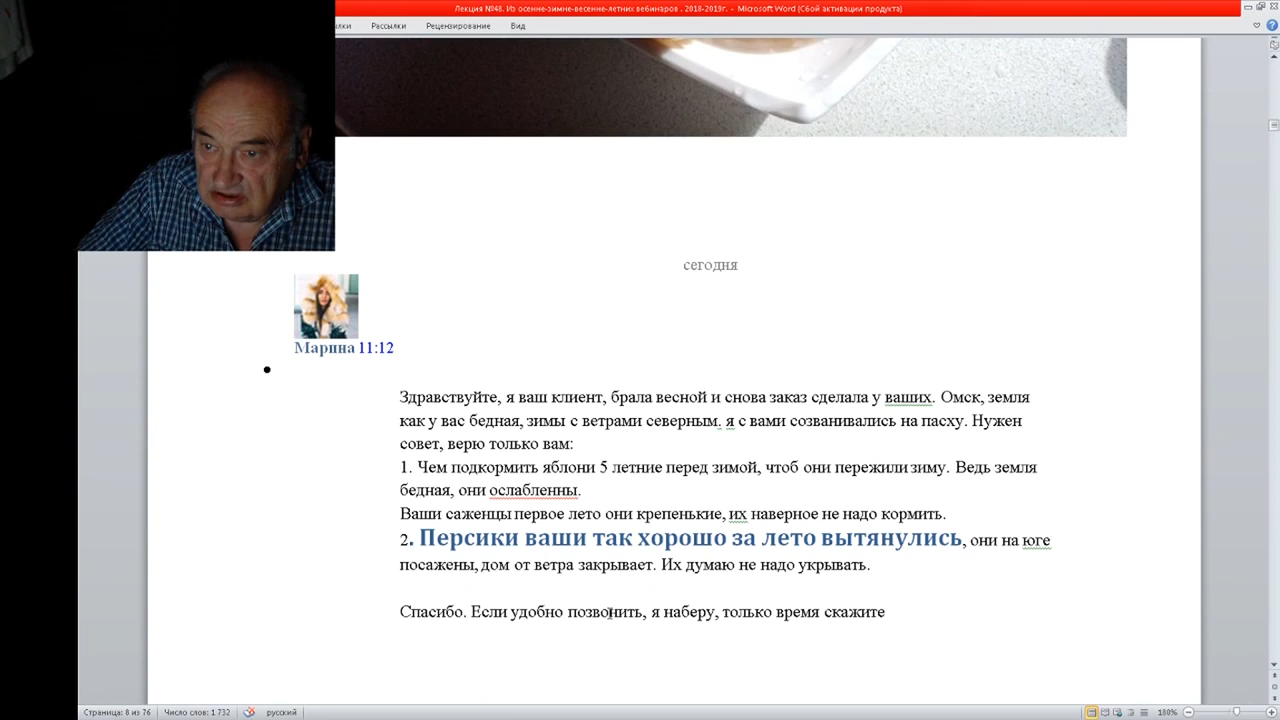 Лекция №48. Из осенне-зимне-весенне-летних вебинаров . 2018-2019г. - Microsoft Word (Сбой активации продукта)
Рассылки Рецензирование Вид
сегодня
Марина 11:12
Здравствуйте, я ваш клиент, брала весной и снова заказ сделала у ваших. Омск, земля
как у вас бедная, зимы с ветрами северным. я с вами созванивались на пасху. Нужен
совет, верю только вам:
1. Чем подкормить яблони 5 летние перед зимой, чтоб они пережили зиму. Ведь земля
бедная, они ослабленны.
Ваши саженцы первое лето они крепенькие, их наверное не надо кормить.
2. Персики ваши так хорошо за лето вытянулись, они на юге
посажены, дом от ветра закрывает. Их думаю не надо укрывать.
Спасибо. Если удобно позвонить, я наберу, только время скажите
Страница: 8 из 76 Число слов: 1 732 русский 180%